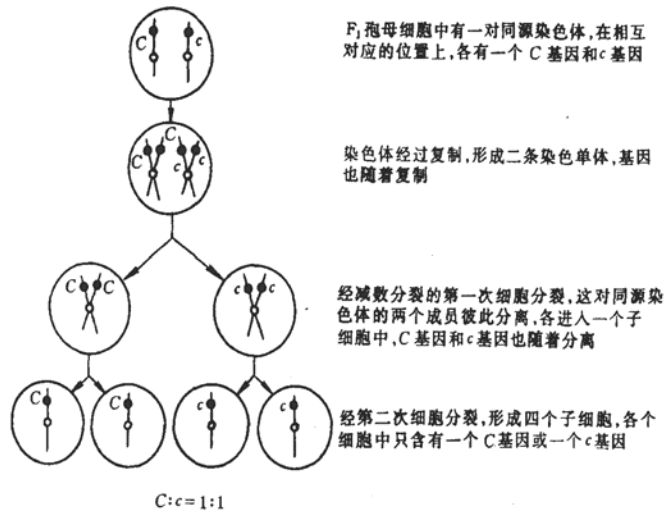 C
c
F₁孢母细胞中有一对同源染色体,在相互
对应的位置上,各有一个 C 基因和c基因
C
C
c
c
染色体经过复制,形成二条染色单体,基因
也随着复制
C
C
c
c
经减数分裂的第一次细胞分裂,这对同源染
色体的两个成员彼此分离,各进入一个子
细胞中,C基因和c基因也随着分离
C
C
c
c
经第二次细胞分裂,形成四个子细胞,各个
细胞中只含有一个C基因或一个c基因
C:c=1:1